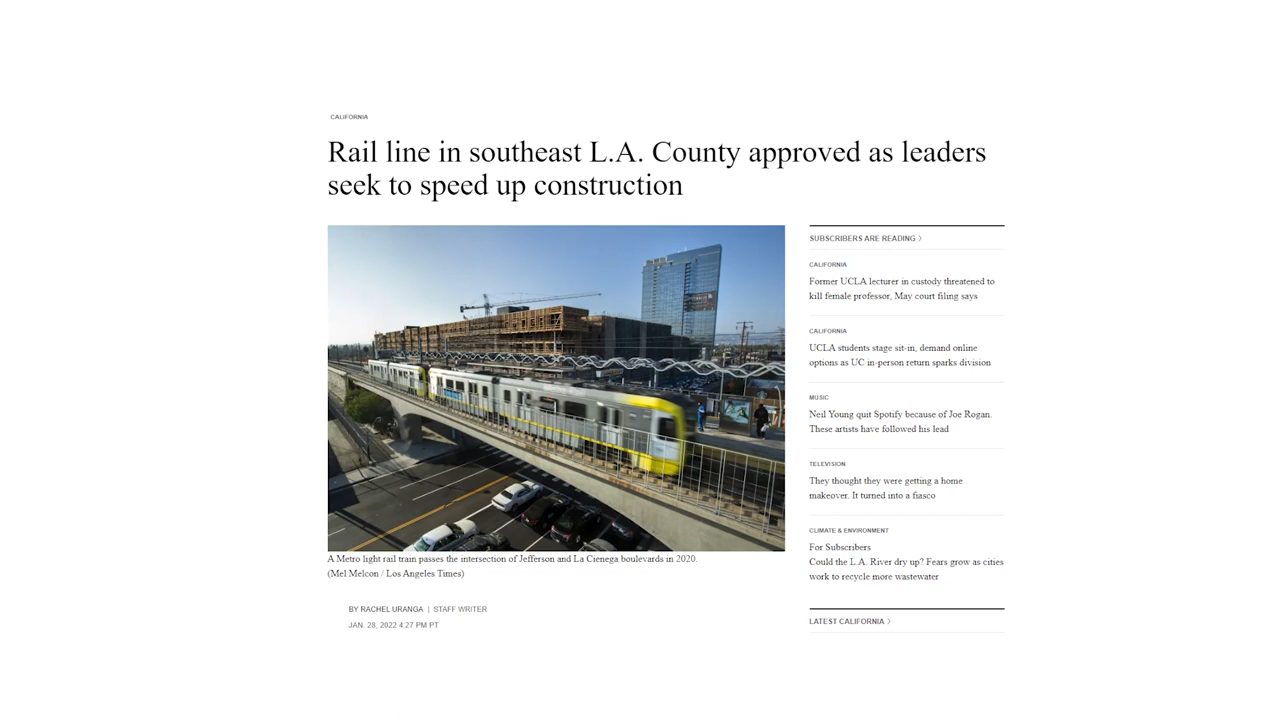 CALIFORNIA
Rail line in southeast L.A. County approved as leaders
seek to speed up construction
A Metro light rail train passes the intersection of Jefferson and La Cienega boulevards in 2020.
(Mel Melcon / Los Angeles Times)
BY RACHEL URANGA | STAFF WRITER
JAN. 28, 2022 4:27 PM PT
SUBSCRIBERS ARE READING >
CALIFORNIA
Former UCLA lecturer in custody threatened to
kill female professor, May court filing says
CALIFORNIA
UCLA students stage sit-in, demand online
options as UC in-person return sparks division
MUSIC
Neil Young quit Spotify because of Joe Rogan.
These artists have followed his lead
TELEVISION
They thought they were getting a home
makeover. It turned into a fiasco
CLIMATE & ENVIRONMENT
For Subscribers
Could the L.A. River dry up? Fears grow as cities
work to recycle more wastewater
LATEST CALIFORNIA >